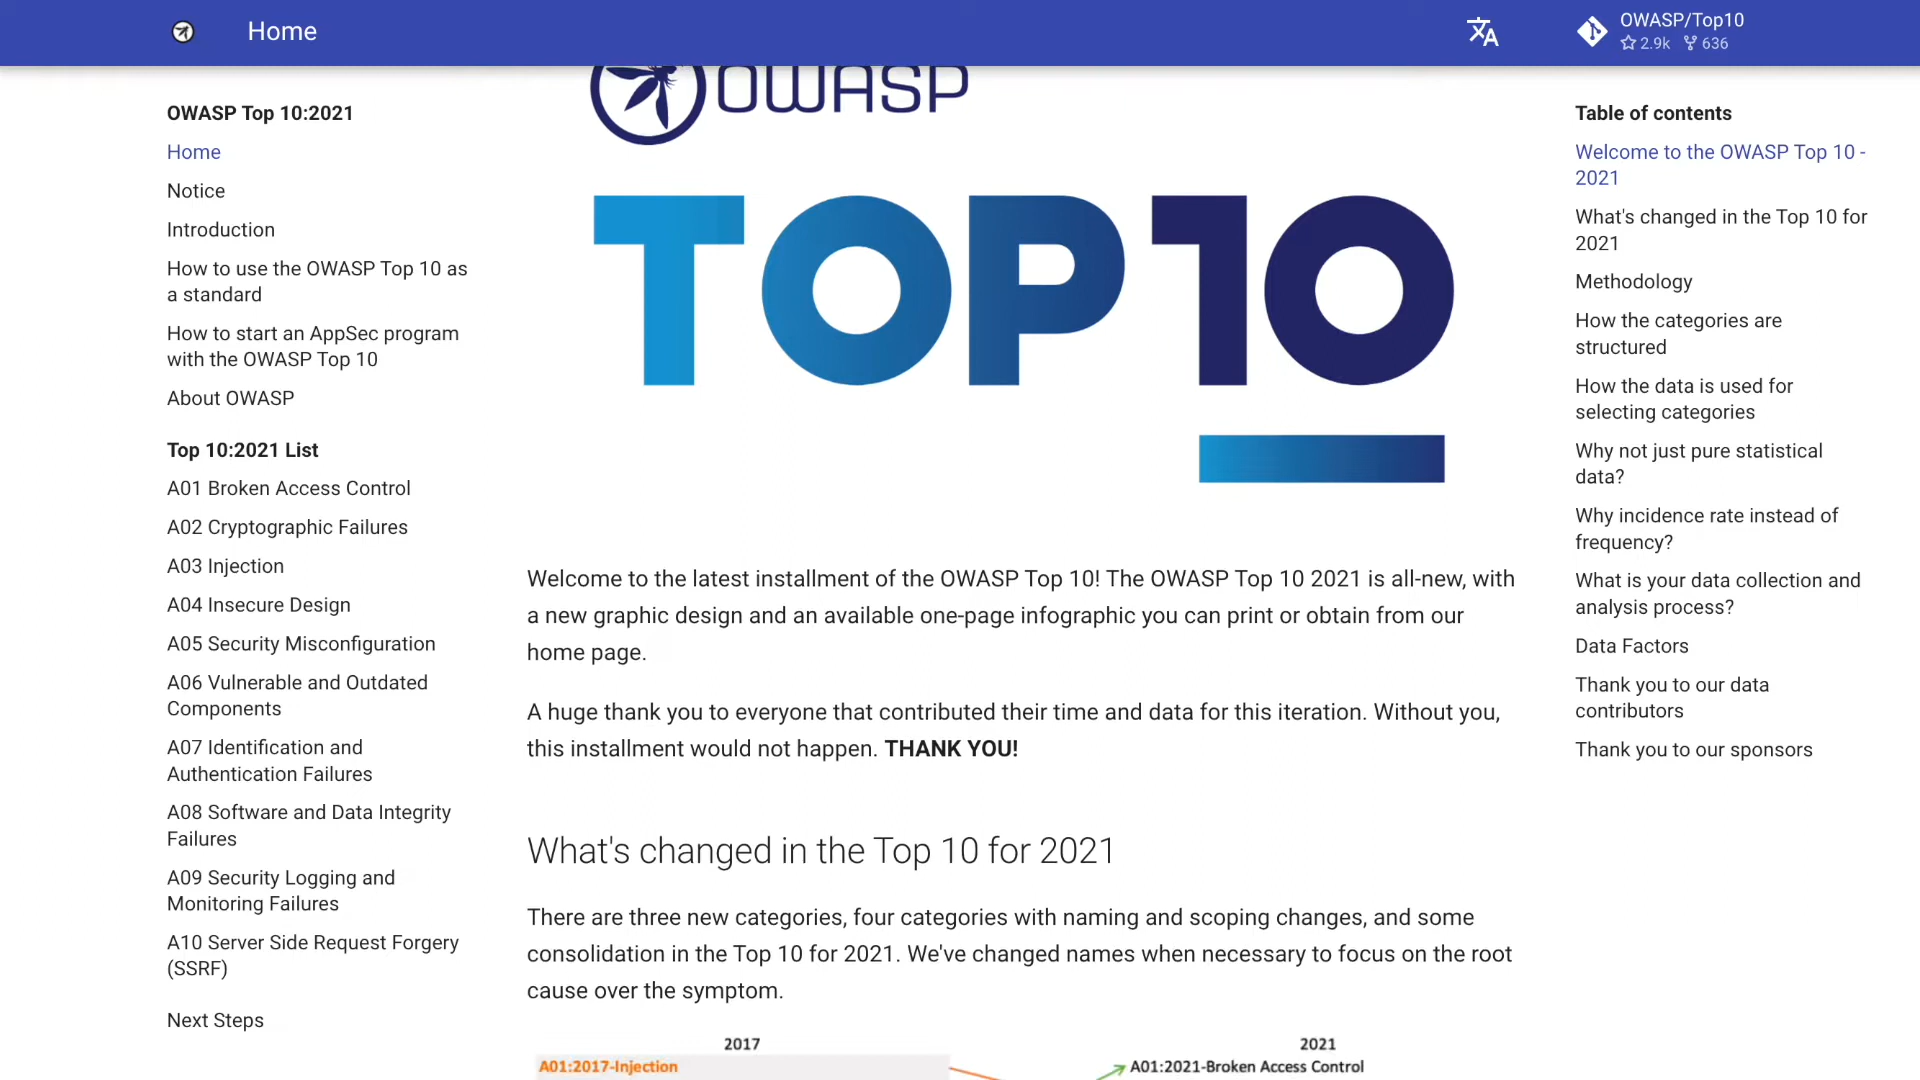 Home
OWASP/Top10
2.9k 636
OWASP Top 10:2021
Home
Notice
Introduction
How to use the OWASP Top 10 as
a standard
How to start an AppSec program
with the OWASP Top 10
About OWASP
Top 10:2021 List
A01 Broken Access Control
A02 Cryptographic Failures
A03 Injection
A04 Insecure Design
A05 Security Misconfiguration
A06 Vulnerable and Outdated
Components
A07 Identification and
Authentication Failures
A08 Software and Data Integrity
Failures
A09 Security Logging and
Monitoring Failures
A10 Server Side Request Forgery
(SSRF)
Next Steps
OWASP
TOP10
Welcome to the latest installment of the OWASP Top 10! The OWASP Top 10 2021 is all-new, with
a new graphic design and an available one-page infographic you can print or obtain from our
home page.
A huge thank you to everyone that contributed their time and data for this iteration. Without you,
this installment would not happen. THANK YOU!
What's changed in the Top 10 for 2021
There are three new categories, four categories with naming and scoping changes, and some
consolidation in the Top 10 for 2021. We've changed names when necessary to focus on the root
cause over the symptom.
2017
2021
A01:2017-Injection
A01:2021-Broken Access Control
Table of contents
Welcome to the OWASP Top 10 -
2021
What's changed in the Top 10 for
2021
Methodology
How the categories are
structured
How the data is used for
selecting categories
Why not just pure statistical
data?
Why incidence rate instead of
frequency?
What is your data collection and
analysis process?
Data Factors
Thank you to our data
contributors
Thank you to our sponsors